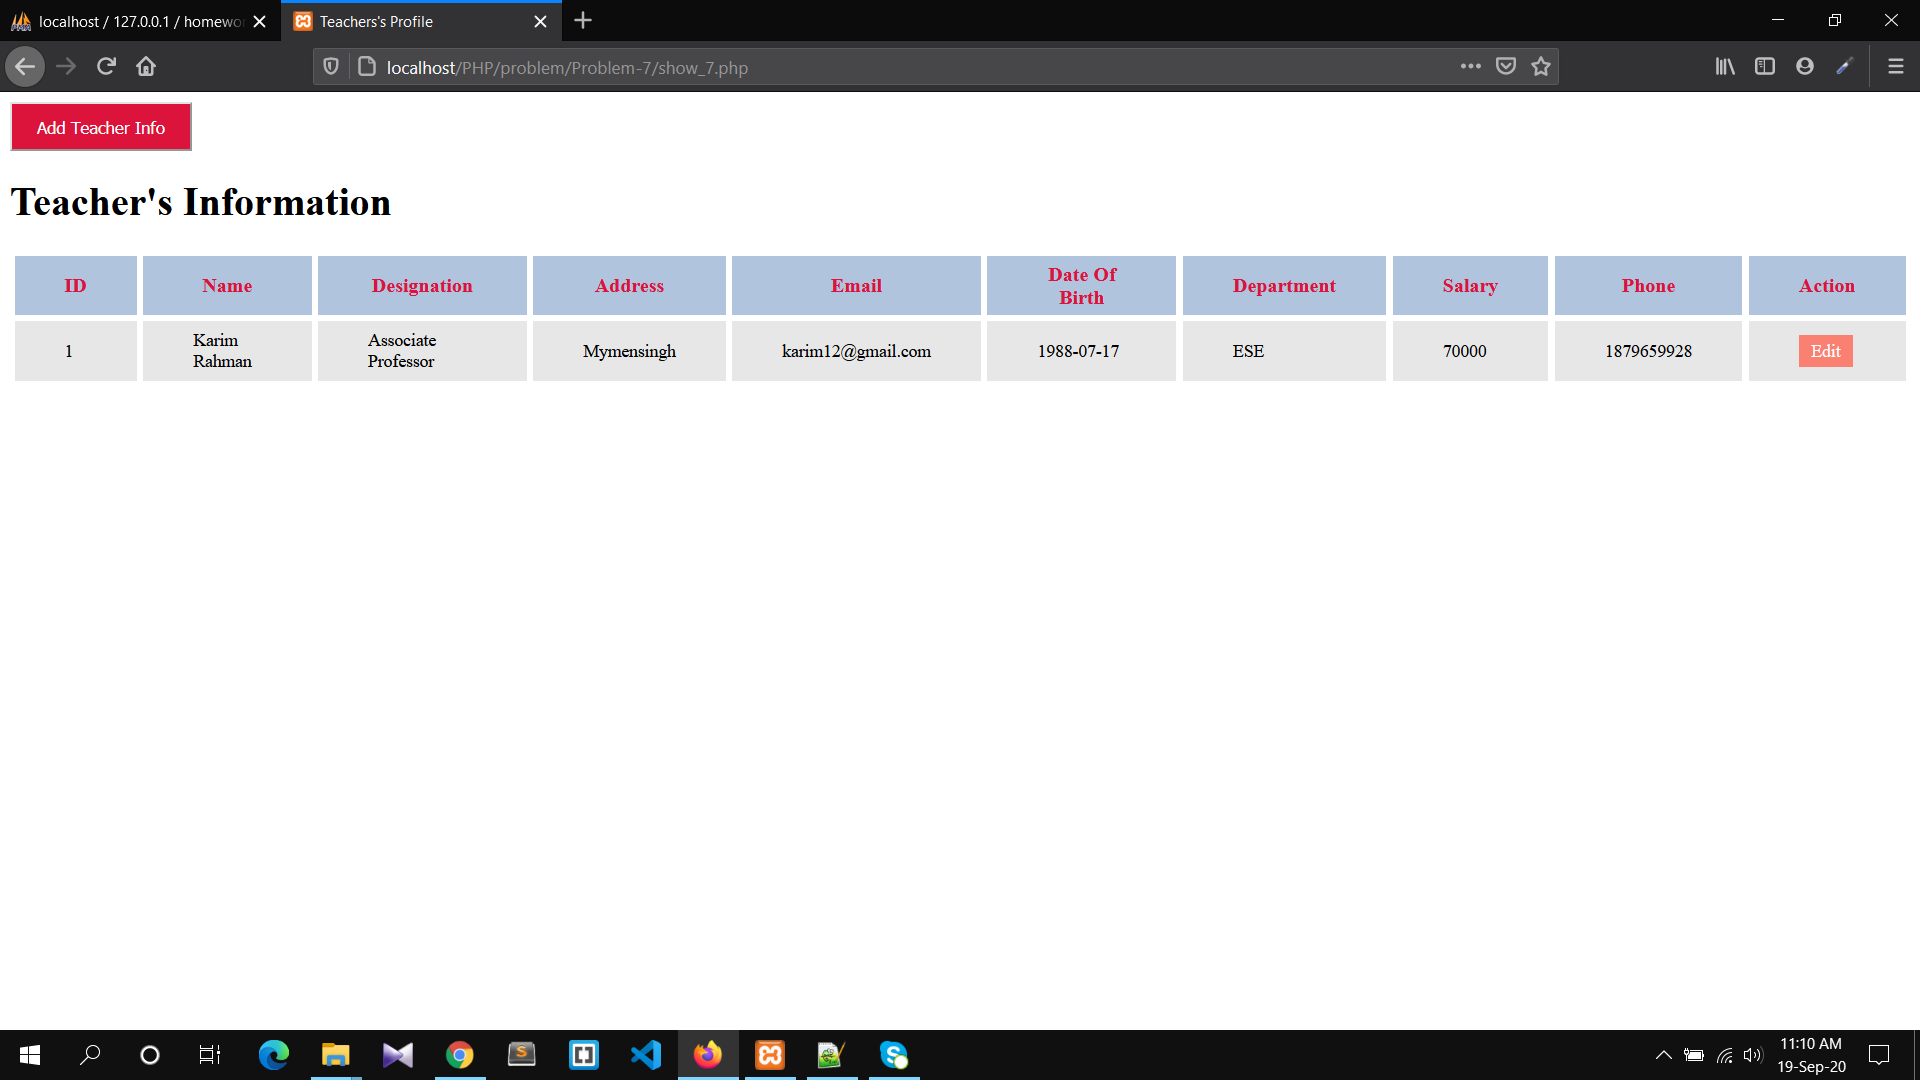 localhost / 127.0.0.1 / homewo
Teachers's Profile
localhost/PHP/problem/Problem-7/show_7.php
Add Teacher Info
Teacher's Information
ID Name Designation Address Email Date Of Birth Department Salary Phone Action
1 Karim Rahman Associate Professor Mymensingh karim12@gmail.com 1988-07-17 ESE 70000 1879659928 Edit
11:10 AM
19-Sep-20